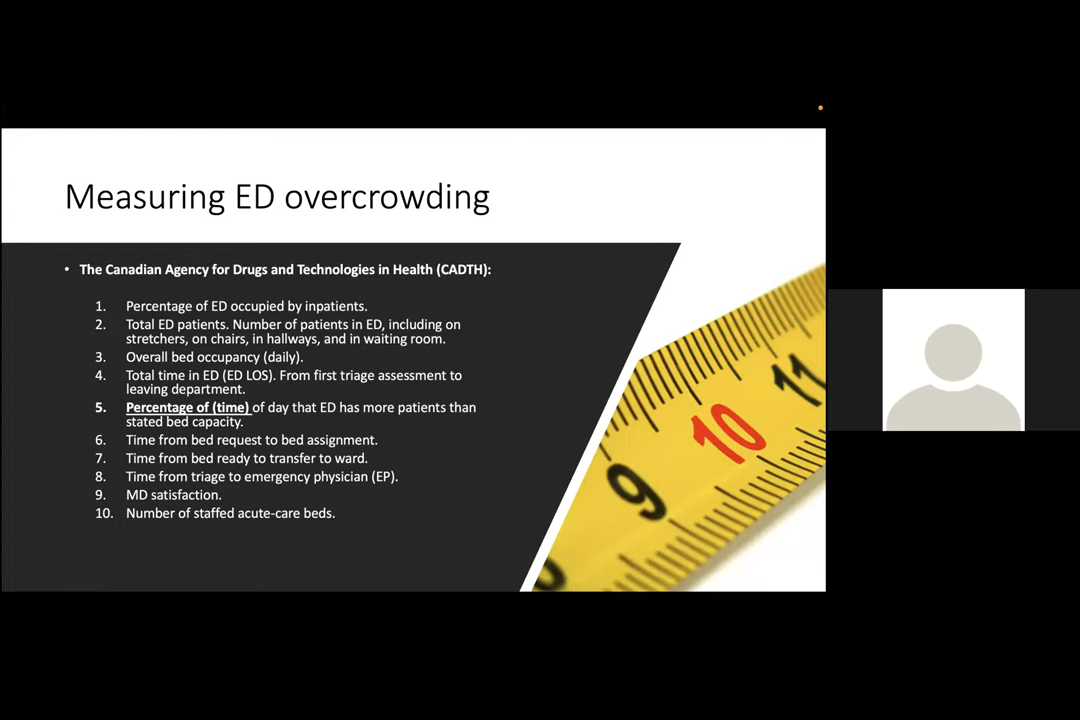 Measuring ED overcrowding
• The Canadian Agency for Drugs and Technologies in Health (CADTH):
1. Percentage of ED occupied by inpatients.
2. Total ED patients. Number of patients in ED, including on
stretchers, on chairs, in hallways, and in waiting room.
3. Overall bed occupancy (daily).
4. Total time in ED (ED LOS). From first triage assessment to
leaving department.
5. Percentage of (time) of day that ED has more patients than
stated bed capacity.
6. Time from bed request to bed assignment.
7. Time from bed ready to transfer to ward.
8. Time from triage to emergency physician (EP).
9. MD satisfaction.
10. Number of staffed acute-care beds.
9
10
11